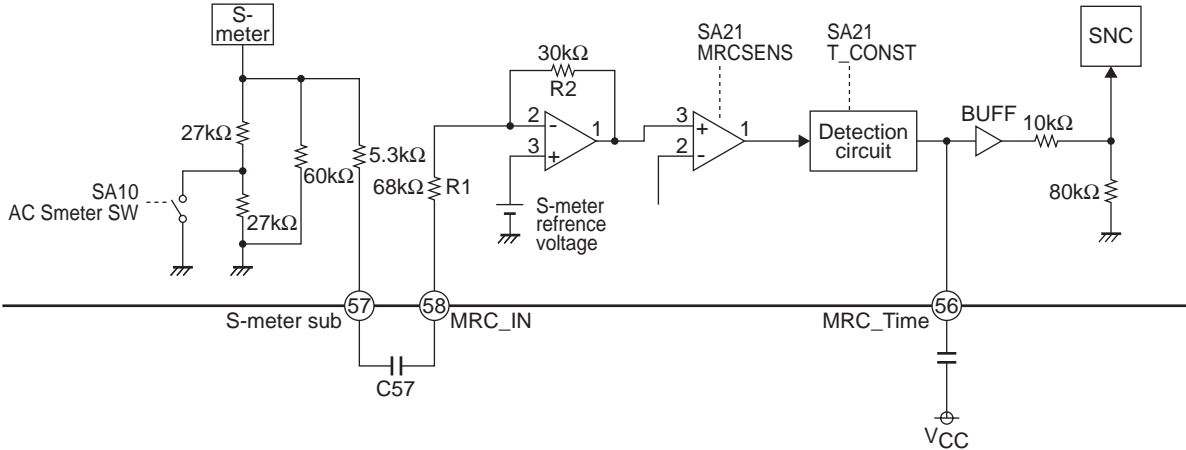 S-
meter
SA21
MRCSENS
SA21
T_CONST
SNC
30kΩ
R2
27kΩ
2
-
3
+
1
3
+
2
-
1
Detection
circuit
BUFF
10kΩ
5.3kΩ
60kΩ
68kΩ
R1
SA10
AC Smeter SW
27kΩ
S-meter
refrence
voltage
80kΩ
57
58
56
S-meter sub
MRC_IN
MRC_Time
C57
VCC